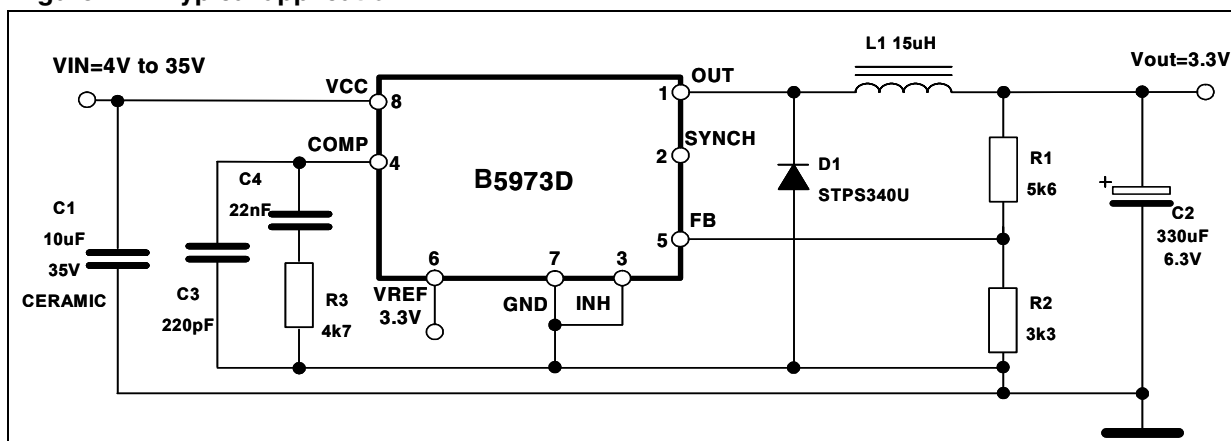 L1 15uH
VIN=4V to 35V
Vout=3.3V
VCC
OUT
8
1
COMP
SYNCH
4
2
B5973D
C4
22nF
D1
STPS340U
R1
5k6
C1
10uF
35V
CERAMIC
FB
5
+
C2
330uF
6.3V
6
7
3
C3
220pF
R3
4k7
VREF
3.3V
GND
INH
R2
3k3